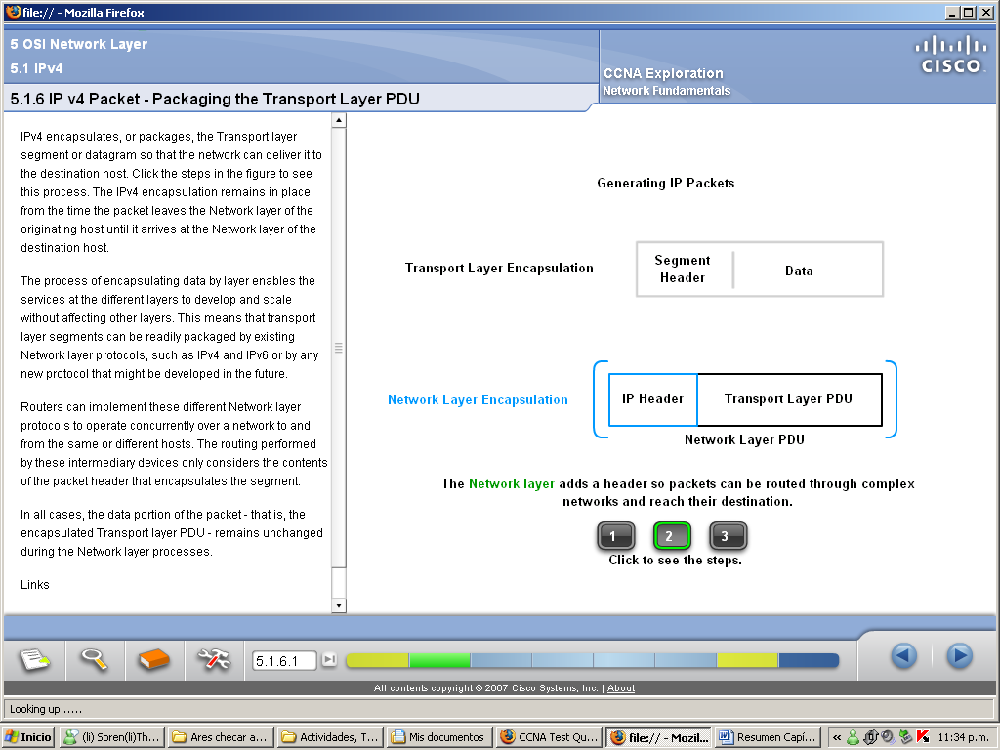 file:// - Mozilla Firefox
5 OSI Network Layer
5.1 IPv4
CISCO
CCNA Exploration
Network Fundamentals
5.1.6 IP v4 Packet - Packaging the Transport Layer PDU
IPv4 encapsulates, or packages, the Transport layer
segment or datagram so that the network can deliver it to
the destination host. Click the steps in the figure to see
this process. The IPv4 encapsulation remains in place
from the time the packet leaves the Network layer of the
originating host until it arrives at the Network layer of the
destination host.
The process of encapsulating data by layer enables the
services at the different layers to develop and scale
without affecting other layers. This means that transport
layer segments can be readily packaged by existing
Network layer protocols, such as IPv4 and IPv6 or by any
new protocol that might be developed in the future.
Routers can implement these different Network layer
protocols to operate concurrently over a network to and
from the same or different hosts. The routing performed
by these intermediary devices only considers the contents
of the packet header that encapsulates the segment.
In all cases, the data portion of the packet - that is, the
encapsulated Transport layer PDU - remains unchanged
during the Network layer processes.
Links
Generating IP Packets
Transport Layer Encapsulation
Segment
Header
Data
Network Layer Encapsulation
IP Header
Transport Layer PDU
Network Layer PDU
The Network layer adds a header so packets can be routed through complex
networks and reach their destination.
1 2 3
Click to see the steps.
5.1.6.1
All contents copyright © 2007 Cisco Systems, Inc. | About
Looking up .....
Inicio
(li) Soren(li)Th...
Ares checar a...
Actividades, T...
Mis documentos
CCNA Test Qu...
file:// - Mozil...
Resumen Capí...
«
11:34 p.m.